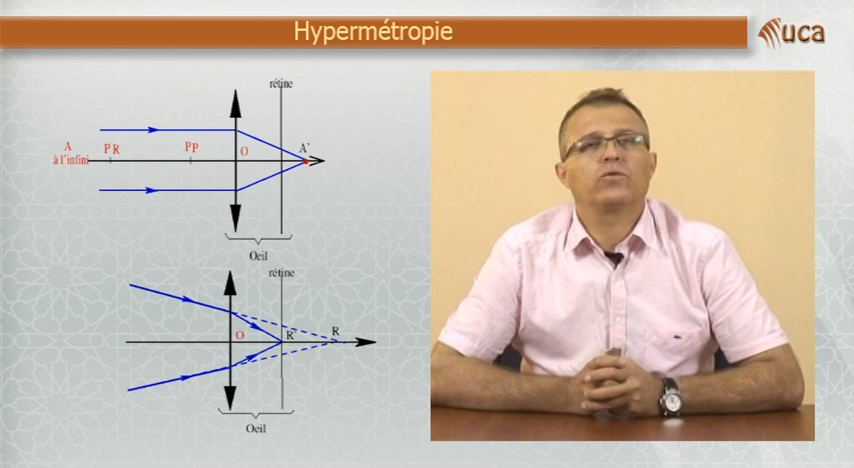 Hypermétropie
uca
rétine
A
à l'infini
PR
PP
O
A'
Oeil
rétine
O
R'
R
Oeil